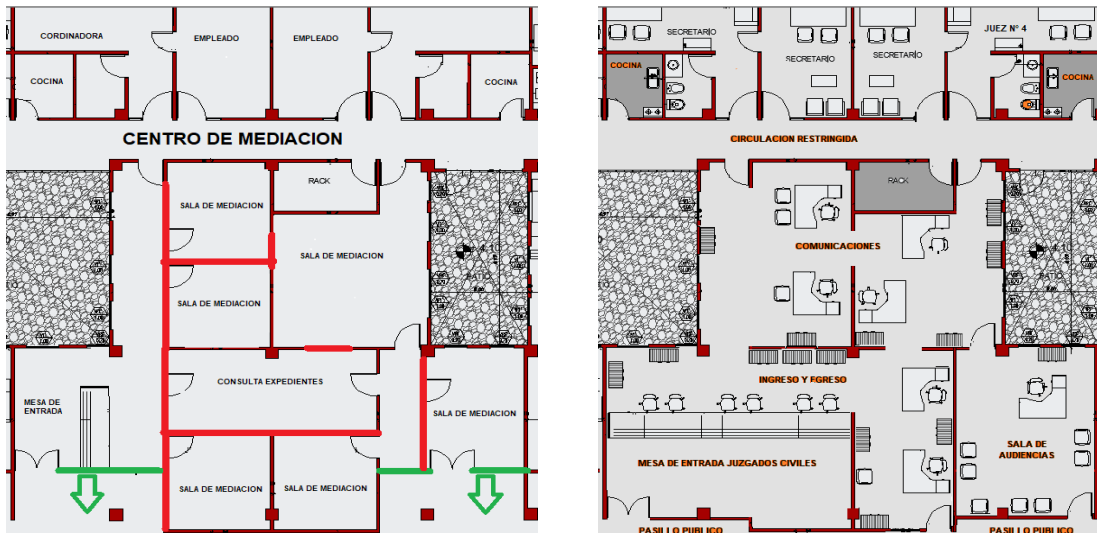 CORDINADORA
EMPLEADO
EMPLEADO
COCINA
COCINA
CENTRO DE MEDIACION
RACK
SALA DE MEDIACION
SALA DE MEDIACION
SALA DE MEDIACION
CONSULTA EXPEDIENTES
MESA DE
ENTRADA
SALA DE MEDIACION
SALA DE MEDIACION
SALA DE MEDIACION
SECRETARIO
SECRETARIO
SECRETARIO
JUEZ Nº 4
COCINA
COCINA
CIRCULACION RESTRINGIDA
RACK
COMUNICACIONES
PATIO
INGRESO Y EGRESO
MESA DE ENTRADA JUZGADOS CIVILES
SALA DE
AUDIENCIAS
PASILLO PUBLICO
PASILLO PUBLICO